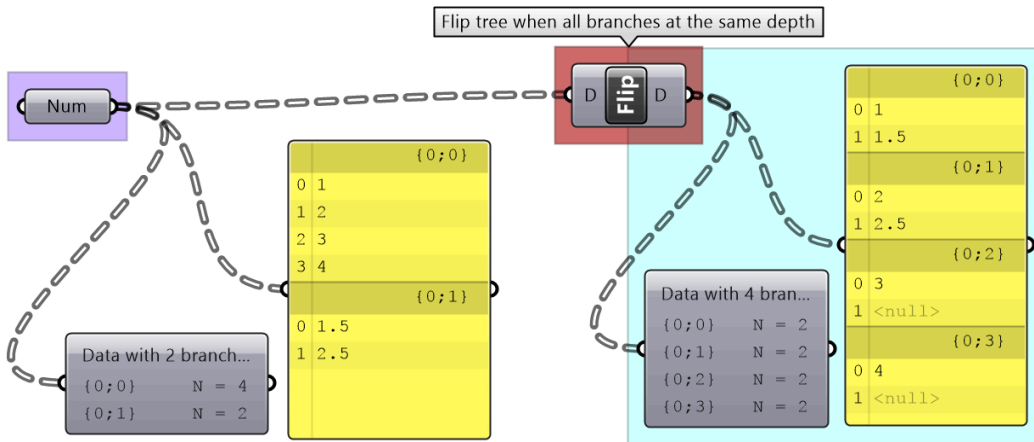 Flip tree when all branches at the same depth
Num
D Flip D
{0;0}
0 1
1 2
2 3
3 4
{0;1}
0 1.5
1 2.5
Data with 2 branch...
{0;0} N = 4
{0;1} N = 2
{0;0}
0 1
1 1.5
{0;1}
0 2
1 2.5
{0;2}
0 3
1 <null>
{0;3}
0 4
1 <null>
Data with 4 bran...
{0;0} N = 2
{0;1} N = 2
{0;2} N = 2
{0;3} N = 2